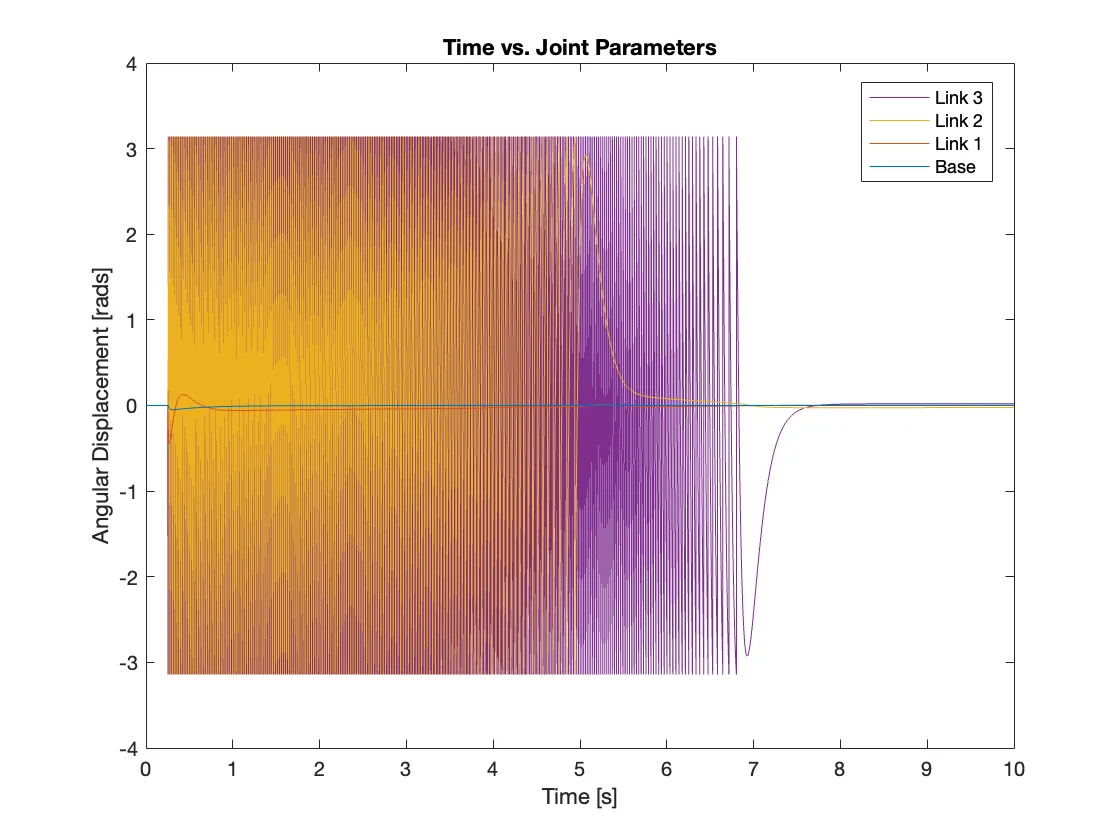 Time vs. Joint Parameters
Link 3
Link 2
Link 1
Base
Angular Displacement [rads]
4
3
2
1
0
-1
-2
-3
-4
0 1 2 3 4 5 6 7 8 9 10
Time [s]